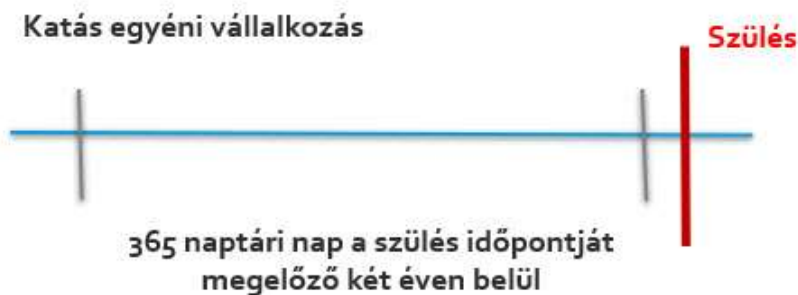 Katás egyéni vállalkozás
Szülés
365 naptári nap a szülés időpontját
megelőző két éven belül